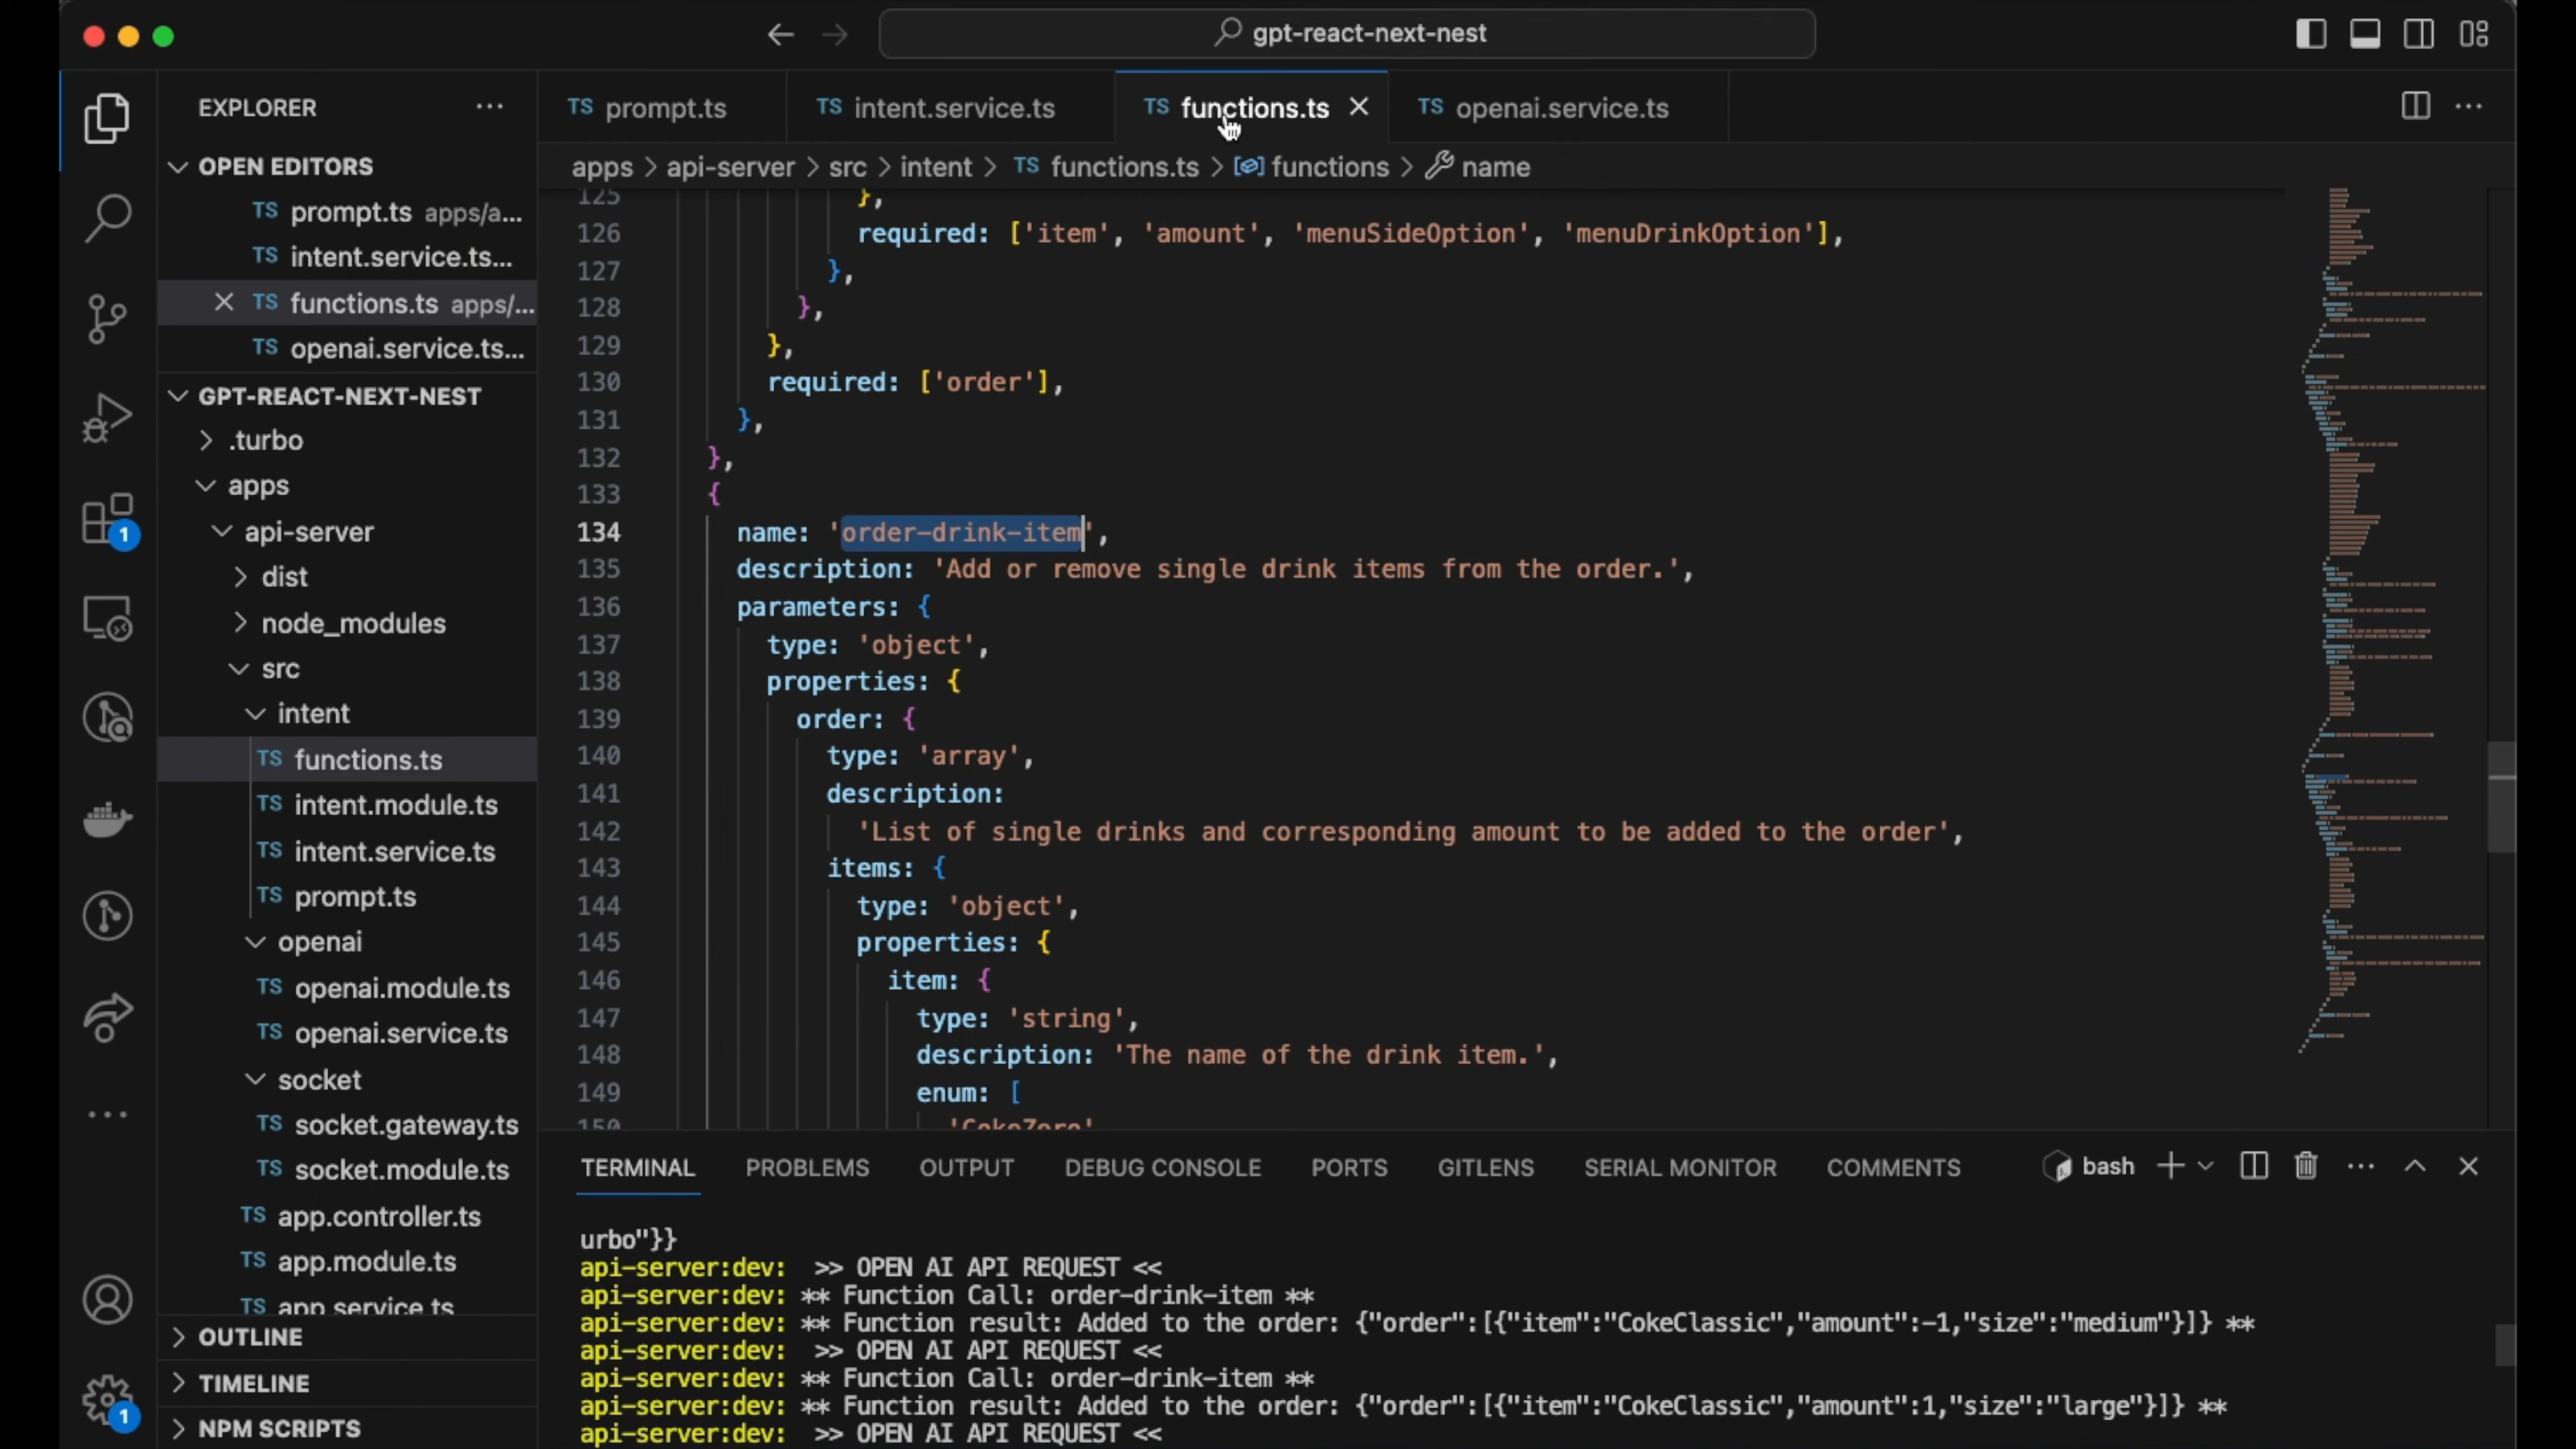 gpt-react-next-nest
EXPLORER
OPEN EDITORS
TS prompt.ts apps/a...
TS intent.service.ts...
TS functions.ts apps/...
TS openai.service.ts...
GPT-REACT-NEXT-NEST
.turbo
apps
api-server
dist
node_modules
src
intent
TS functions.ts
TS intent.module.ts
TS intent.service.ts
TS prompt.ts
openai
TS openai.module.ts
TS openai.service.ts
socket
TS socket.gateway.ts
TS socket.module.ts
TS app.controller.ts
TS app.module.ts
TS app.service.ts
OUTLINE
TIMELINE
NPM SCRIPTS
1
1
TS prompt.ts TS intent.service.ts TS functions.ts TS openai.service.ts
apps > api-server > src > intent > TS functions.ts > functions > name
125 },
126 required: ['item', 'amount', 'menuSideOption', 'menuDrinkOption'],
127 },
128 },
129 },
130 required: ['order'],
131 },
132 },
133 {
134 name: 'order-drink-item',
135 description: 'Add or remove single drink items from the order.',
136 parameters: {
137 type: 'object',
138 properties: {
139 order: {
140 type: 'array',
141 description:
142 'List of single drinks and corresponding amount to be added to the order',
143 items: {
144 type: 'object',
145 properties: {
146 item: {
147 type: 'string',
148 description: 'The name of the drink item.',
149 enum: [
150 'CokeZero'
TERMINAL PROBLEMS OUTPUT DEBUG CONSOLE PORTS GITLENS SERIAL MONITOR COMMENTS bash
urbo"}}
api-server:dev: >> OPEN AI API REQUEST <<
api-server:dev: ** Function Call: order-drink-item **
api-server:dev: ** Function result: Added to the order: {"order":[{"item":"CokeClassic","amount":-1,"size":"medium"}]} **
api-server:dev: >> OPEN AI API REQUEST <<
api-server:dev: ** Function Call: order-drink-item **
api-server:dev: ** Function result: Added to the order: {"order":[{"item":"CokeClassic","amount":1,"size":"large"}]} **
api-server:dev: >> OPEN AI API REQUEST <<